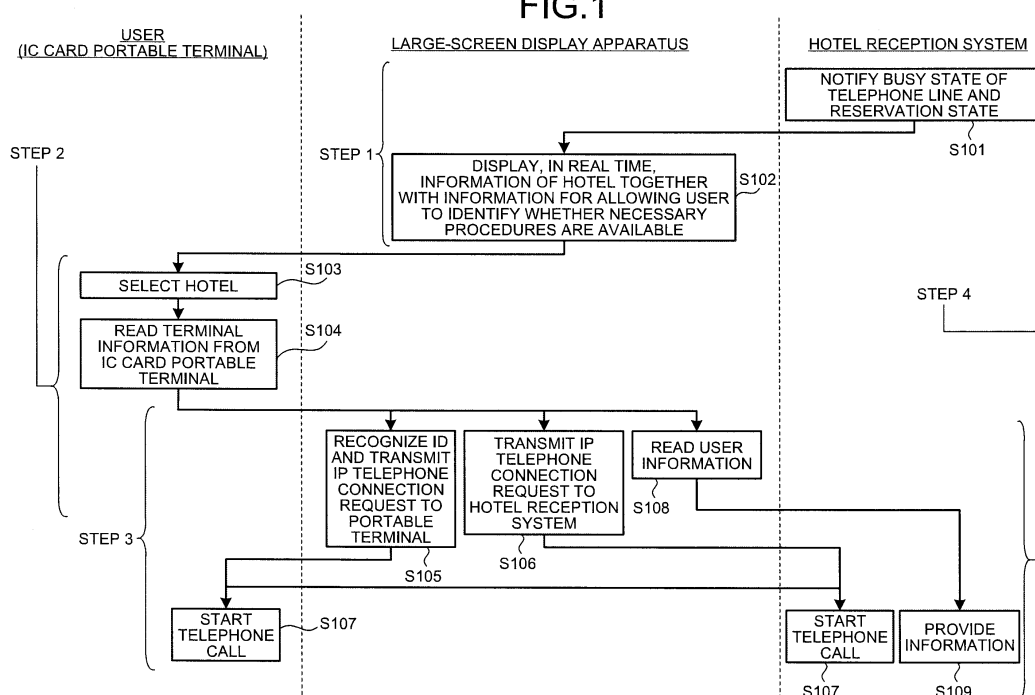 FIG.1
USER
(IC CARD PORTABLE TERMINAL)
LARGE-SCREEN DISPLAY APPARATUS
HOTEL RECEPTION SYSTEM
NOTIFY BUSY STATE OF
TELEPHONE LINE AND
RESERVATION STATE
S101
STEP 1
STEP 2
DISPLAY, IN REAL TIME,
INFORMATION OF HOTEL TOGETHER
WITH INFORMATION FOR ALLOWING USER
TO IDENTIFY WHETHER NECESSARY
PROCEDURES ARE AVAILABLE
S102
SELECT HOTEL
S103
STEP 4
READ TERMINAL
INFORMATION FROM
IC CARD PORTABLE
TERMINAL
S104
STEP 3
RECOGNIZE ID
AND TRANSMIT
IP TELEPHONE
CONNECTION
REQUEST TO
PORTABLE
TERMINAL
S105
TRANSMIT IP
TELEPHONE
CONNECTION
REQUEST TO
HOTEL RECEPTION
SYSTEM
S106
READ USER
INFORMATION
S108
START
TELEPHONE
CALL
S107
START
TELEPHONE
CALL
S107
PROVIDE
INFORMATION
S109